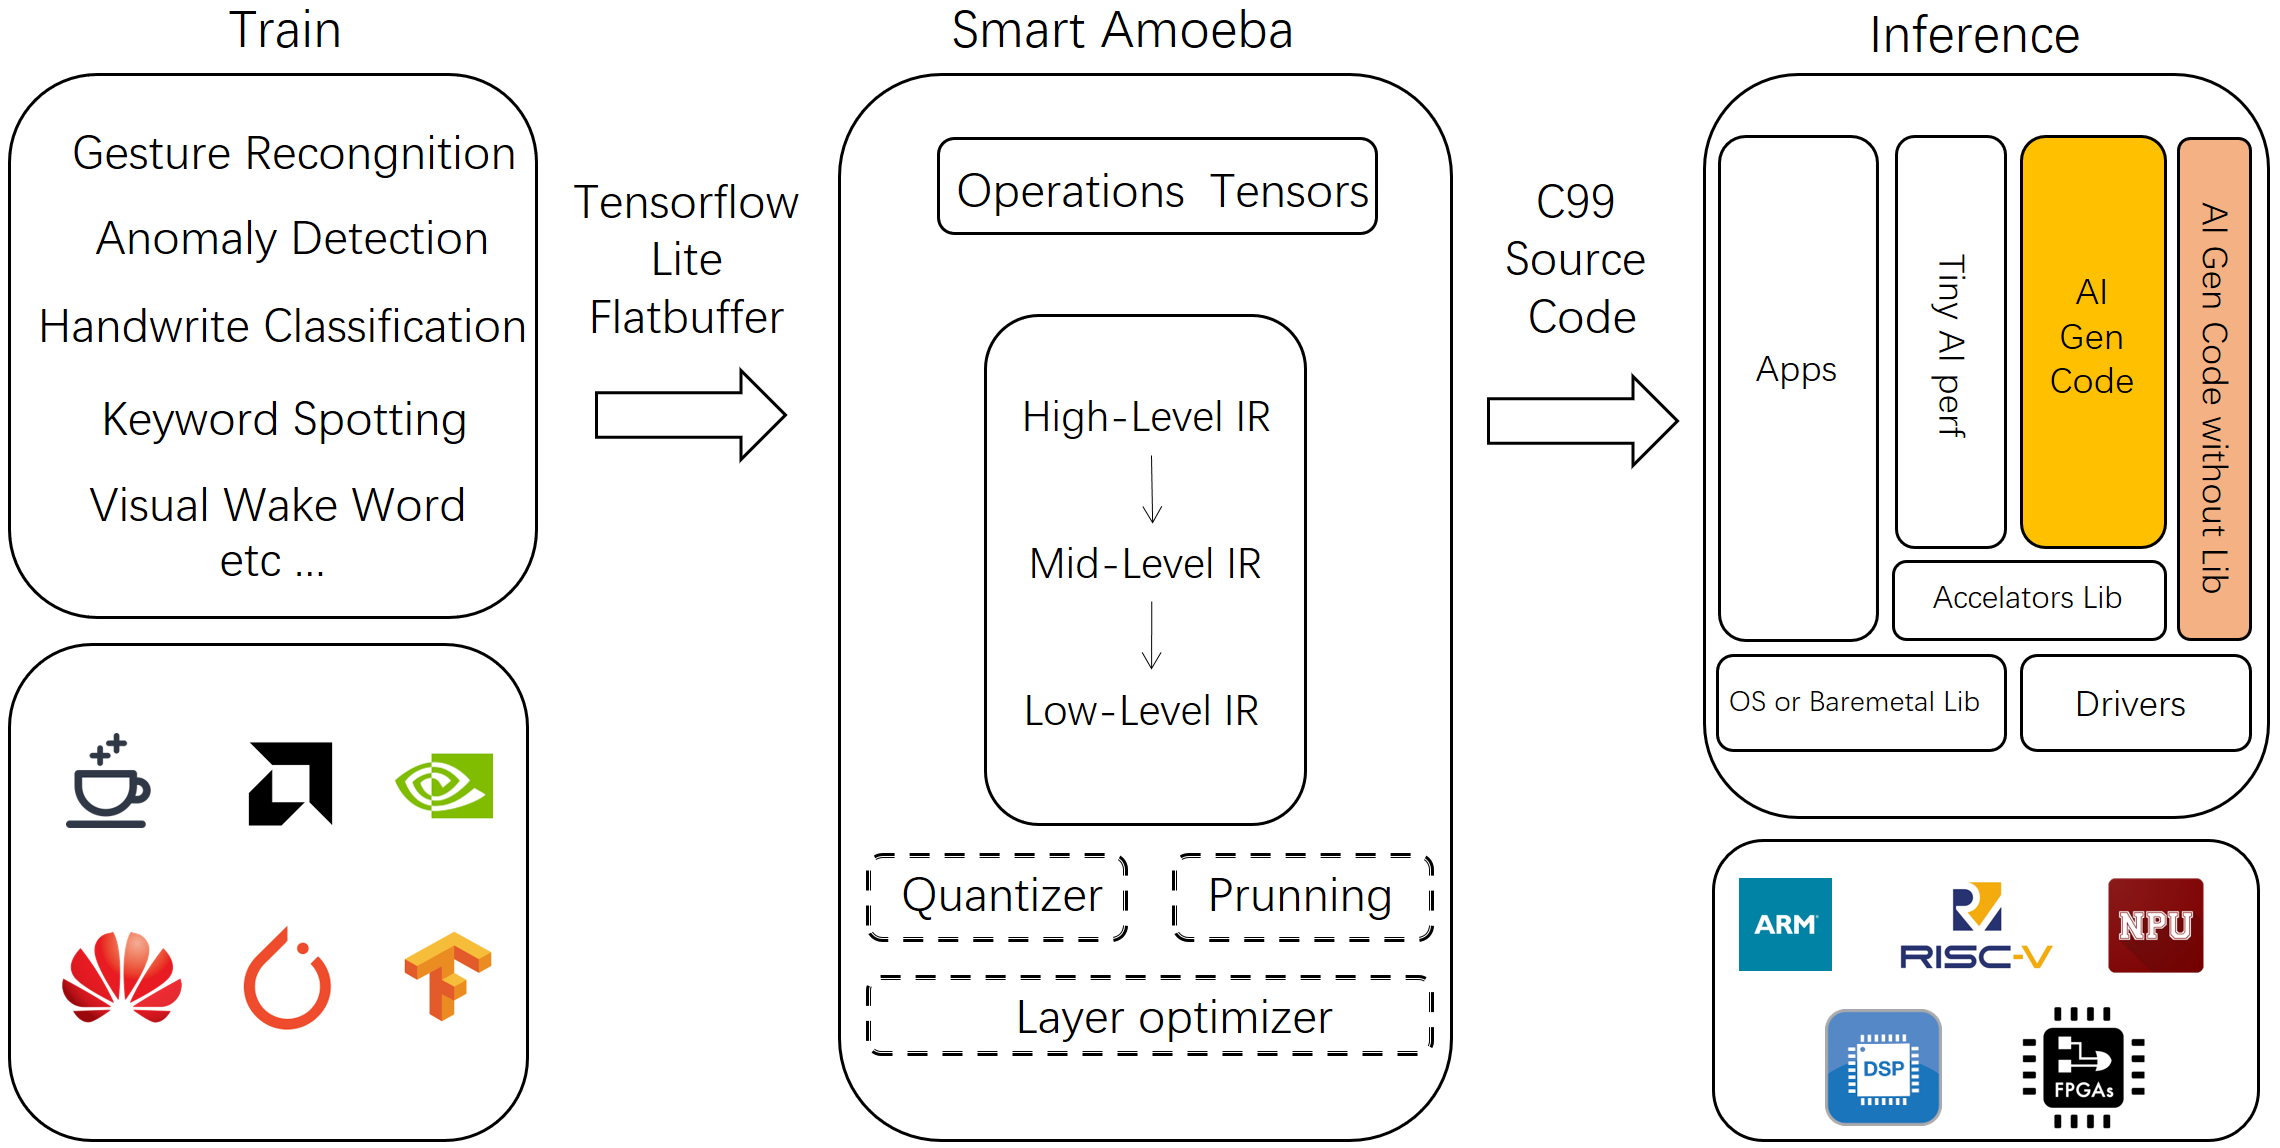 Train
Gesture Recongnition
Anomaly Detection
Handwrite Classification
Keyword Spotting
Visual Wake Word
etc ...
Tensorflow
Lite
Flatbuffer
Smart Amoeba
Operations Tensors
High-Level IR
Mid-Level IR
Low-Level IR
Quantizer
Prunning
Layer optimizer
C99
Source
Code
Inference
Apps
Tiny AI perf
AI
Gen
Code
AI Gen Code without Lib
Accelators Lib
OS or Baremetal Lib
Drivers
ARM
RISC-V
NPU
DSP
FPGAs